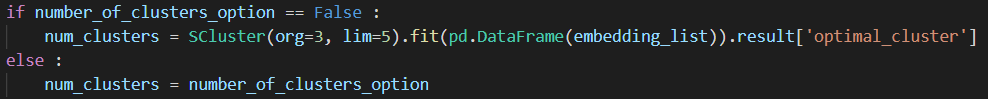 if number_of_clusters_option == False :
    num_clusters = SCluster(org=3, lim=5).fit(pd.DataFrame(embedding_list)).result['optimal_cluster']
else :
    num_clusters = number_of_clusters_option